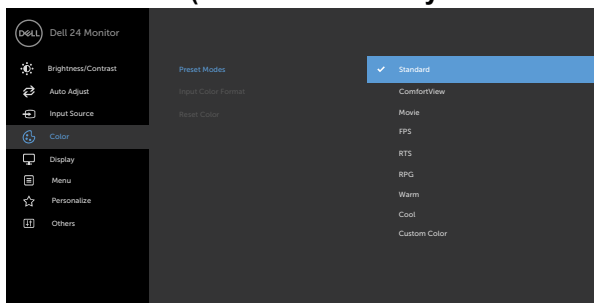 DELL Dell 24 Monitor
Brightness/Contrast
Auto Adjust
Input Source
Color
Display
Menu
Personalize
Others
Preset Modes
Input Color Format
Reset Color
Standard
ComfortView
Movie
FPS
RTS
RPG
Warm
Cool
Custom Color